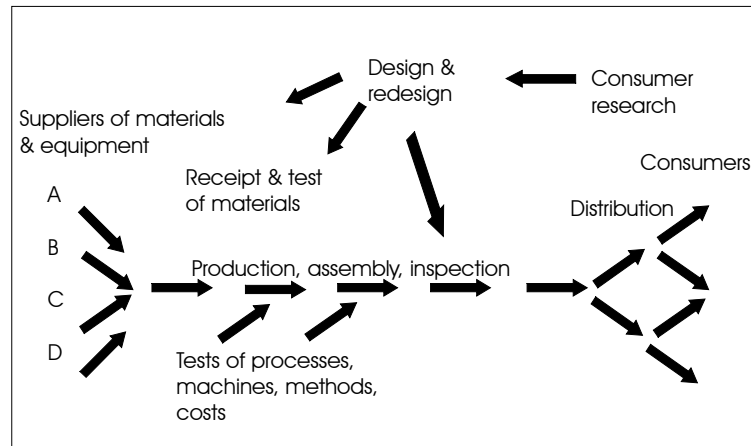 Design &
redesign
Consumer
research
Suppliers of materials
& equipment
Receipt & test
of materials
Consumers
Distribution
A
B
C
D
Production, assembly, inspection
Tests of processes,
machines, methods,
costs